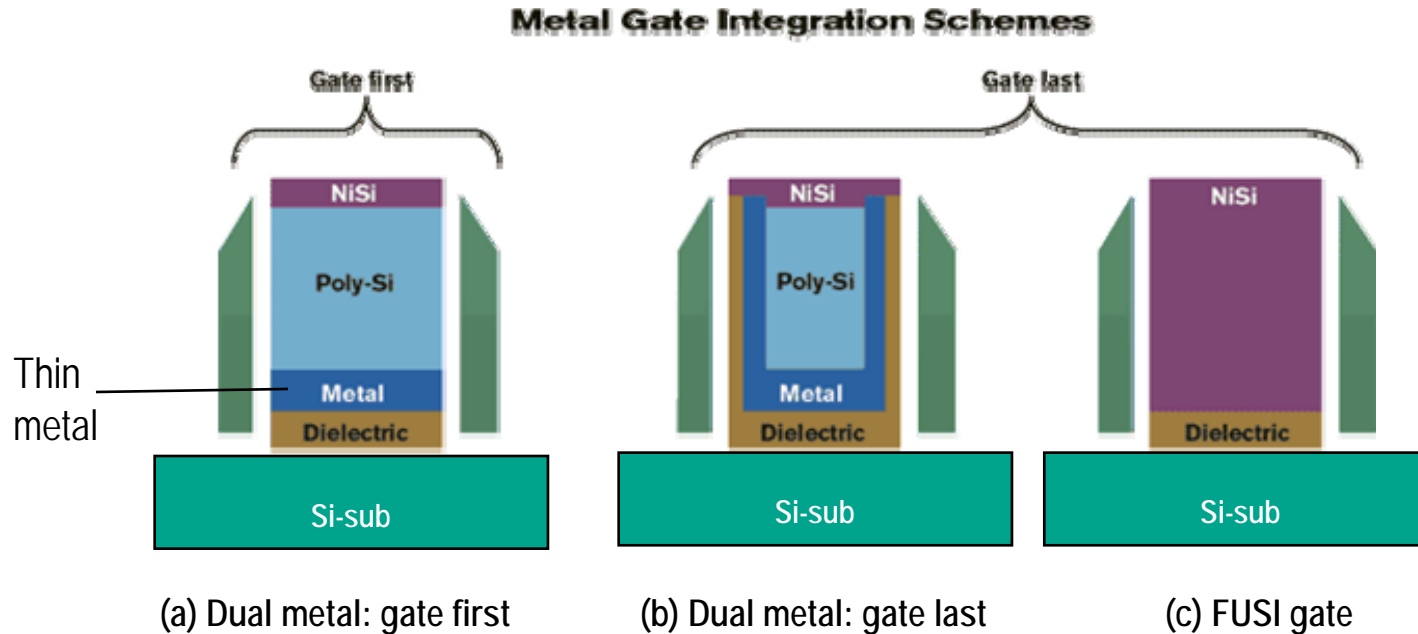 Metal Gate Integration Schemes
Gate first
Gate last
NiSi
Poly-Si
Metal
Dielectric
Si-sub
Thin
metal
NiSi
Poly-Si
Metal
Dielectric
Si-sub
NiSi
Dielectric
Si-sub
(a) Dual metal: gate first
(b) Dual metal: gate last
(c) FUSI gate